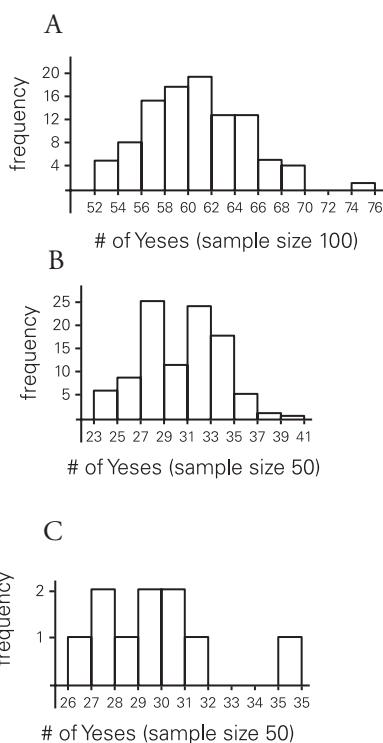 A
frequency
20
16
12
8
4
52 54 56 58 60 62 64 66 68 70 72 74 76
# of Yeses (sample size 100)
B
frequency
25
20
15
10
5
23 25 27 29 31 33 35 37 39 41
# of Yeses (sample size 50)
C
frequency
2
1
26 27 28 29 30 31 32 33 34 35 35
# of Yeses (sample size 50)